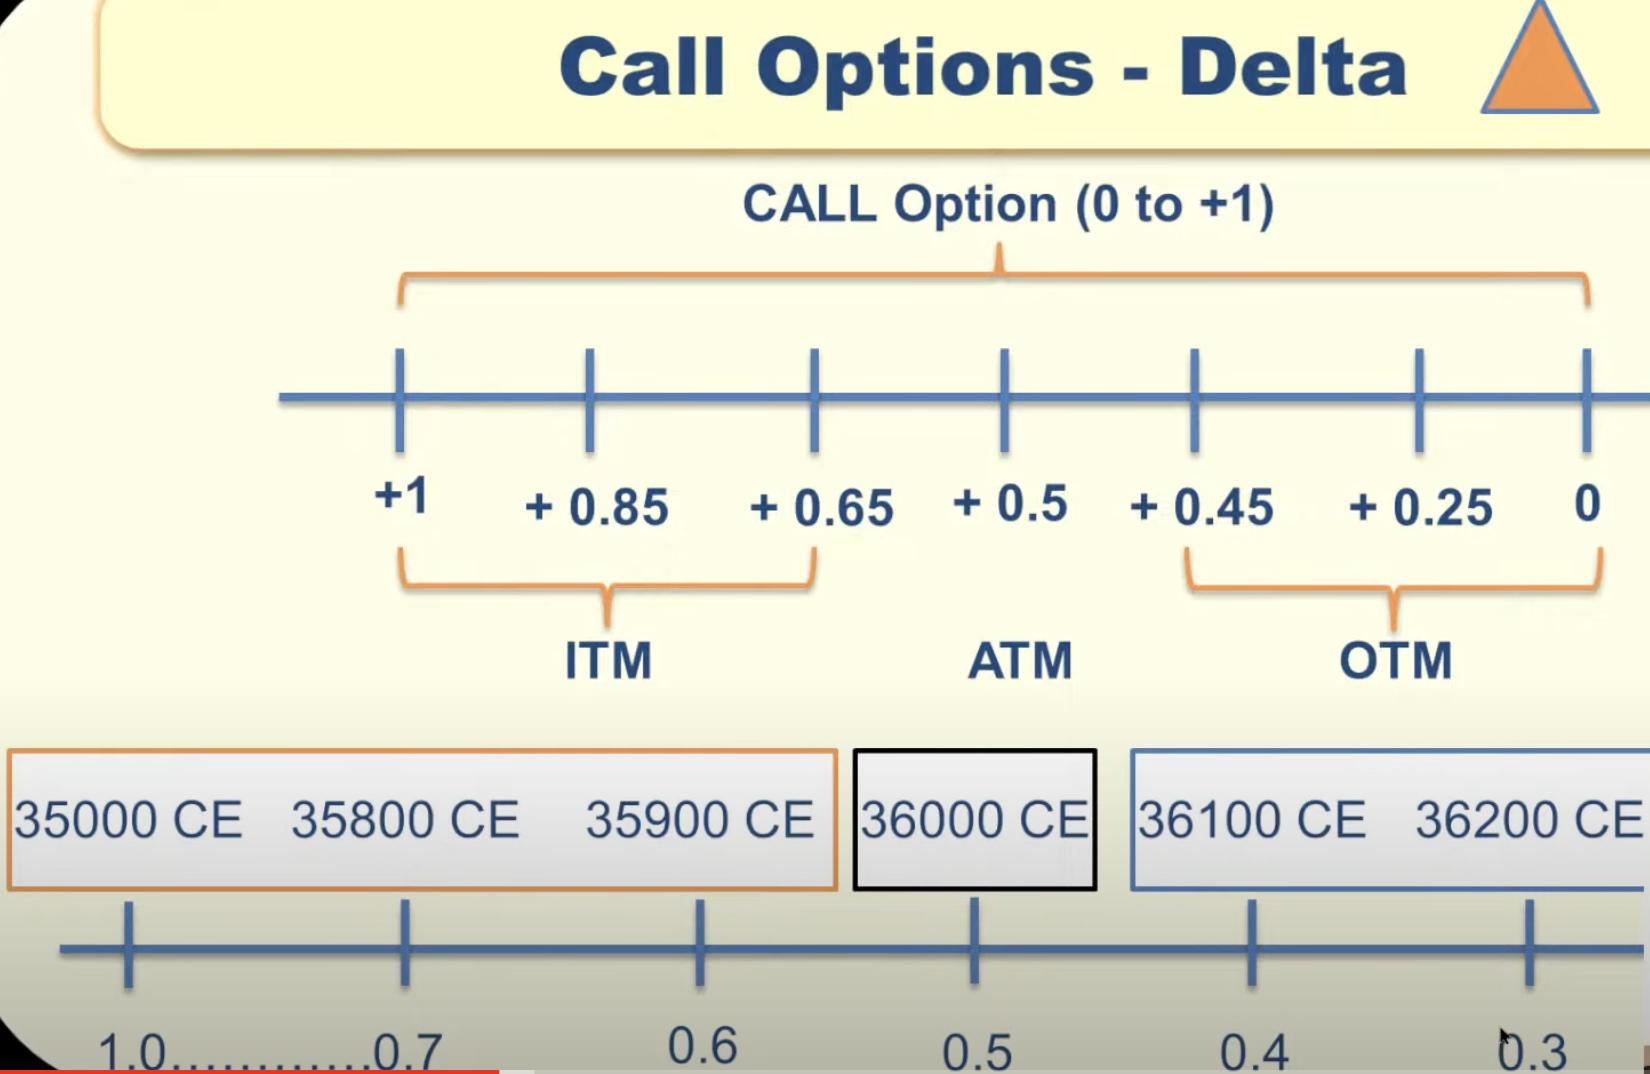 Call Options - Delta
CALL Option (0 to +1)
+1 + 0.85 + 0.65 + 0.5 + 0.45 + 0.25 0
ITM ATM OTM
35000 CE 35800 CE 35900 CE 36000 CE 36100 CE 36200 CE
1.0............0.7 0.6 0.5 0.4 0.3